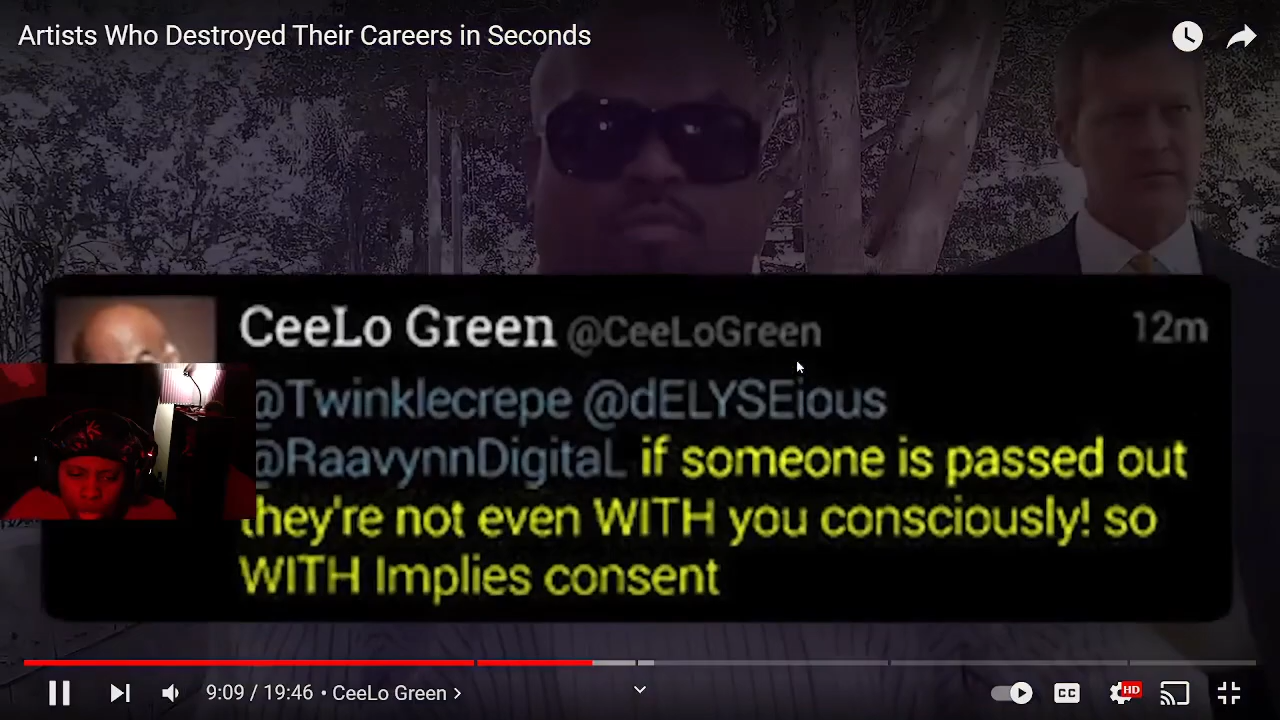 Artists Who Destroyed Their Careers in Seconds
CeeLo Green @CeeLoGreen 12m
@Twinklecrepe @dELYSEious
@RaavynnDigitaL if someone is passed out
they're not even WITH you consciously! so
WITH Implies consent
9:09 / 19:46 • CeeLo Green >
CC
HD